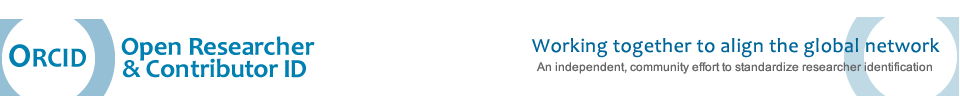 ORCID
Open Researcher
& Contributor ID
Working together to align the global network
An independent, community effort to standardize researcher identification